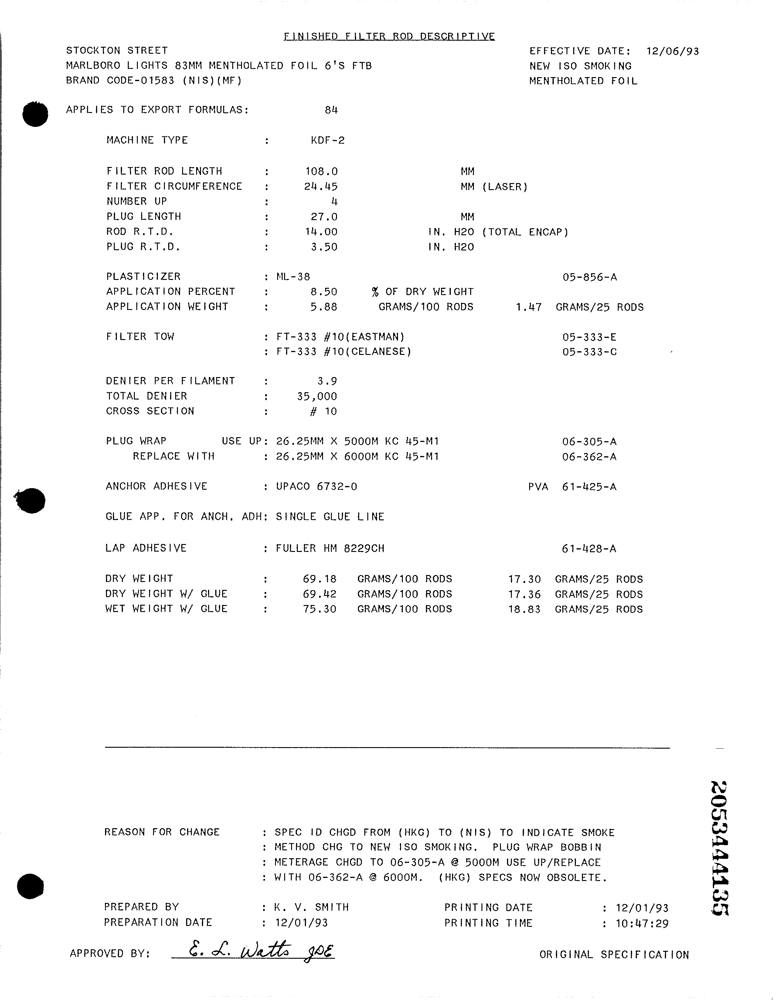 FINISHED FILTER ROD DESCRIPTIVE
STOCKTON STREET EFFECTIVE DATE: 12/06/93
MARLBORO LIGHTS 83MM MENTHOLATED FOIL 6'S FTB NEW ISO SMOKING
BRAND CODE-01583 (NIS)(MF) MENTHOLATED FOIL
APPLIES TO EXPORT FORMULAS: 84
MACHINE TYPE : KDF-2
FILTER ROD LENGTH : 108.0 MM
FILTER CIRCUMFERENCE : 24.45 MM (LASER)
NUMBER UP : 4
PLUG LENGTH : 27.0 MM
ROD R.T.D. : 14.00 IN. H2O (TOTAL ENCAP)
PLUG R.T.D. : 3.50 IN. H2O
PLASTICIZER : ML-38 05-856-A
APPLICATION PERCENT : 8.50 % OF DRY WEIGHT
APPLICATION WEIGHT : 5.88 GRAMS/100 RODS 1.47 GRAMS/25 RODS
FILTER TOW : FT-333 #10(EASTMAN) 05-333-E
: FT-333 #10(CELANESE) 05-333-C
DENIER PER FILAMENT : 3.9
TOTAL DENIER : 35,000
CROSS SECTION : # 10
PLUG WRAP USE UP: 26.25MM X 5000M KC 45-M1 06-305-A
REPLACE WITH : 26.25MM X 6000M KC 45-M1 06-362-A
ANCHOR ADHESIVE : UPACO 6732-0 PVA 61-425-A
GLUE APP. FOR ANCH. ADH: SINGLE GLUE LINE
LAP ADHESIVE : FULLER HM 8229CH 61-428-A
DRY WEIGHT : 69.18 GRAMS/100 RODS 17.30 GRAMS/25 RODS
DRY WEIGHT W/ GLUE : 69.42 GRAMS/100 RODS 17.36 GRAMS/25 RODS
WET WEIGHT W/ GLUE : 75.30 GRAMS/100 RODS 18.83 GRAMS/25 RODS
2053444135
REASON FOR CHANGE : SPEC ID CHGD FROM (HKG) TO (NIS) TO INDICATE SMOKE
: METHOD CHG TO NEW ISO SMOKING. PLUG WRAP BOBBIN
: METERAGE CHGD TO 06-305-A @ 5000M USE UP/REPLACE
: WITH 06-362-A @ 6000M. (HKG) SPECS NOW OBSOLETE.
PREPARED BY : K. V. SMITH PRINTING DATE : 12/01/93
PREPARATION DATE : 12/01/93 PRINTING TIME : 10:47:29
APPROVED BY: E. L. Watts ORIGINAL SPECIFICATION